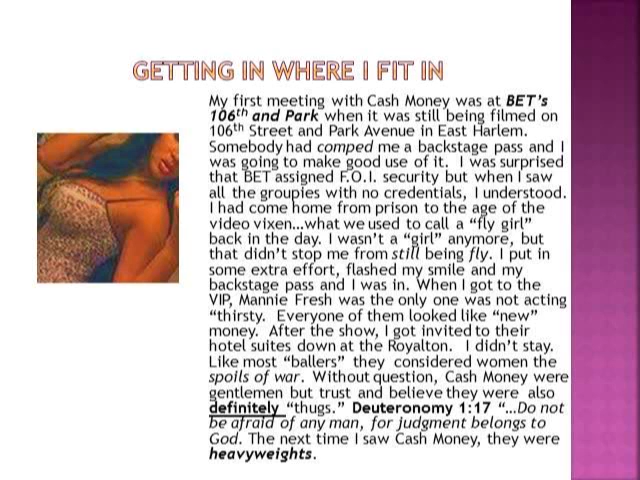 GETTING IN WHERE I FIT IN
My first meeting with Cash Money was at BET’s
106th and Park when it was still being filmed on
106th Street and Park Avenue in East Harlem.
Somebody had comped me a backstage pass and I
was going to make good use of it.  I was surprised
that BET assigned F.O.I. security but when I saw
all the groupies with no credentials, I understood.
I had come home from prison to the age of the
video vixen…what we used to call a “fly girl”
back in the day. I wasn’t a “girl” anymore, but
that didn’t stop me from still being fly. I put in
some extra effort, flashed my smile and my
backstage pass and I was in. When I got to the
VIP, Mannie Fresh was the only one was not acting
“thirsty.  Everyone of them looked like “new”
money.  After the show, I got invited to their
hotel suites down at the Royalton.  I didn’t stay.
Like most “ballers” they  considered women the
spoils of war. Without question, Cash Money were
gentlemen but trust and believe they were  also
definitely “thugs.” Deuteronomy 1:17 “…Do not
be afraid of any man, for judgment belongs to
God. The next time I saw Cash Money, they were
heavyweights.